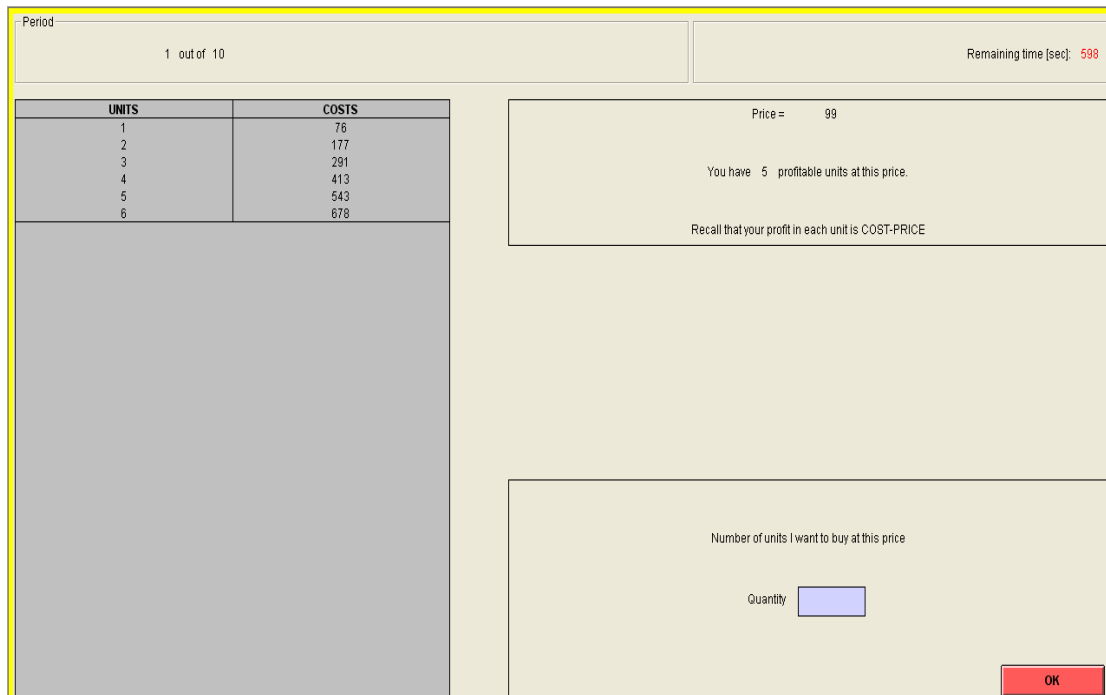 Period
1 out of 10
Remaining time [sec]: 598
UNITS COSTS
1 76
2 177
3 291
4 413
5 543
6 678
Price = 99
You have 5 profitable units at this price.
Recall that your profit in each unit is COST-PRICE
Number of units I want to buy at this price
Quantity
OK